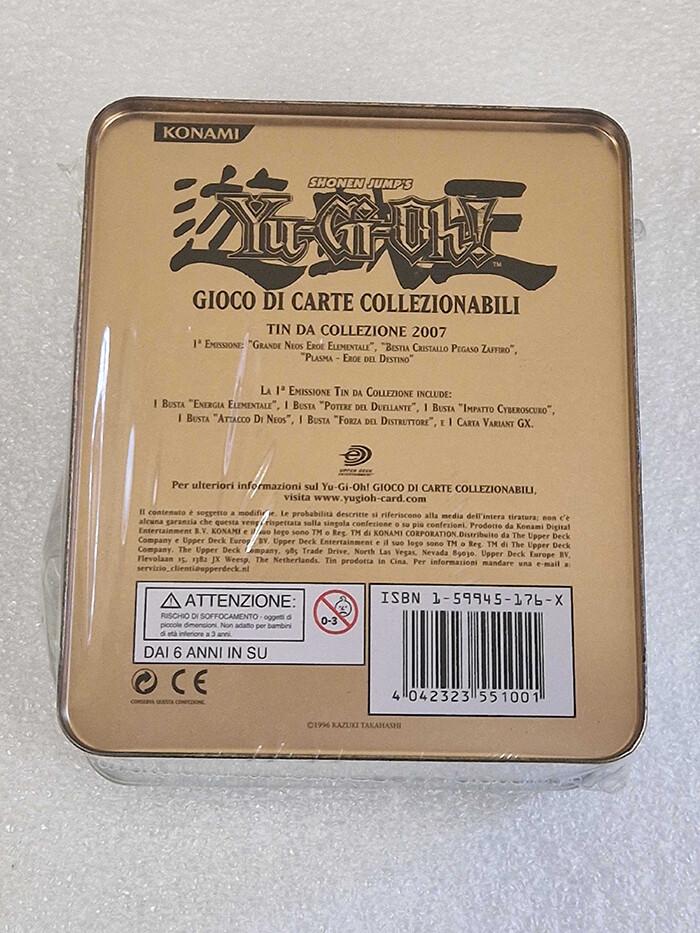 KONAMI
SHONEN JUMP'S
遊戯王
Yu-Gi-Oh!
TM
GIOCO DI CARTE COLLEZIONABILI
TIN DA COLLEZIONE 2007
1ª EMISSIONE: "GRANDE NEOS EROE ELEMENTALE", "BESTIA CRISTALLO PEGASO ZAFFIRO",
"PLASMA - EROE DEL DESTINO"
LA 1ª EMISSIONE TIN DA COLLEZIONE INCLUDE:
1 BUSTA "ENERGIA ELEMENTALE", 1 BUSTA "POTERE DEL DUELLANTE", 1 BUSTA "IMPATTO CYBEROSCURO",
1 BUSTA "ATTACCO DI NEOS", 1 BUSTA "FORZA DEL DISTRUTTORE", E 1 CARTA VARIANT GX.
UPPER DECK
ENTERTAINMENT
Per ulteriori informazioni sul Yu-Gi-Oh! GIOCO DI CARTE COLLEZIONABILI,
visita www.yugioh-card.com
Il contenuto è soggetto a modifiche. Le probabilità descritte si riferiscono alla media dell'intera tiratura; non c'è
alcuna garanzia che questa venga rispettata sulla singola confezione o su più confezioni. Prodotto da Konami Digital
Entertainment B.V. KONAMI e il suo logo sono TM o Reg. TM di KONAMI CORPORATION. Distribuito da The Upper Deck
Company e Upper Deck Europe BV. Upper Deck Entertainment e il suo logo sono TM o Reg. TM di The Upper Deck
Company. The Upper Deck Company, 985 Trade Drive, North Las Vegas, Nevada 89030. Upper Deck Europe BV,
Flevolaan 15, 1382 JX Weesp, The Netherlands. Tin prodotta in Cina. Per informazioni mandare una e-mail a:
servizio_clienti@upperdeck.nl
ATTENZIONE:
RISCHIO DI SOFFOCAMENTO - oggetti di
piccole dimensioni. Non adatto per bambini
di età inferiore a 3 anni.
0-3
DAI 6 ANNI IN SU
ISBN 1-59945-176-X
4 042323 551001
CE
CONSERVA QUESTA CONFEZIONE.
©1996 KAZUKI TAKAHASHI